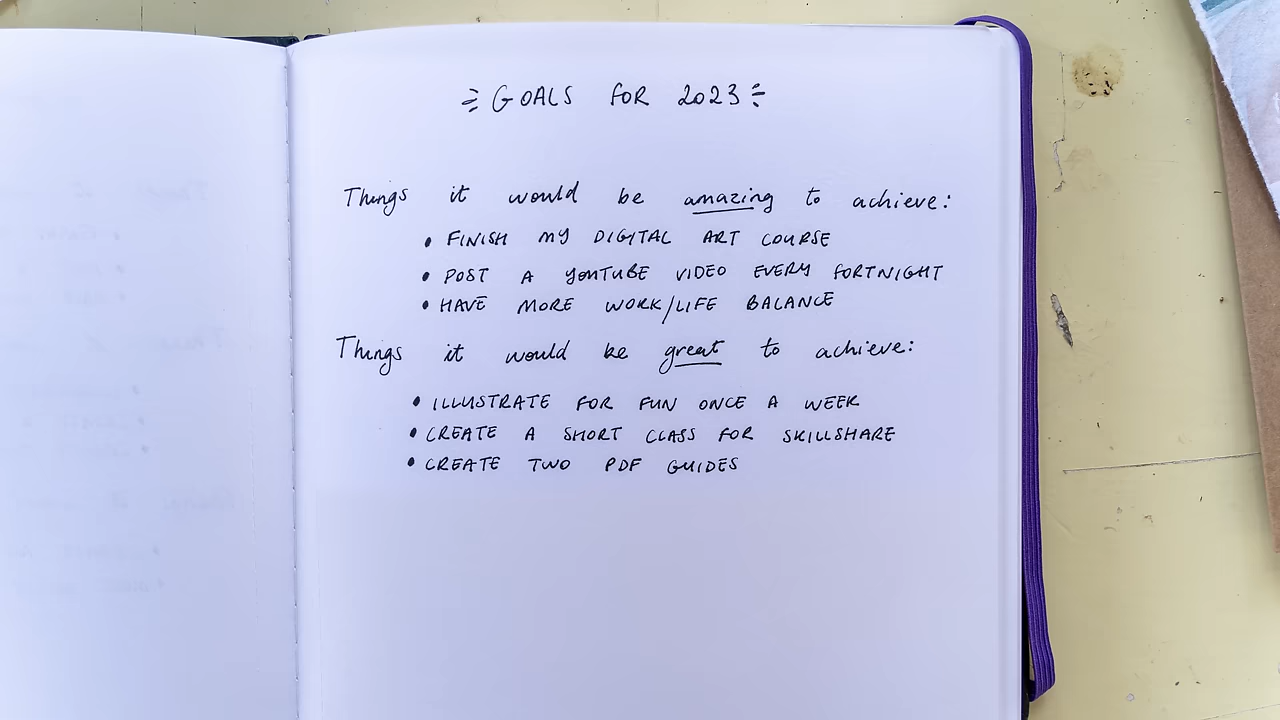 GOALS FOR 2023
Things it would be amazing to achieve:
• FINISH MY DIGITAL ART COURSE
• POST A YOUTUBE VIDEO EVERY FORTNIGHT
• HAVE MORE WORK/LIFE BALANCE
Things it would be great to achieve:
• ILLUSTRATE FOR FUN ONCE A WEEK
• CREATE A SHORT CLASS FOR SKILLSHARE
• CREATE TWO PDF GUIDES